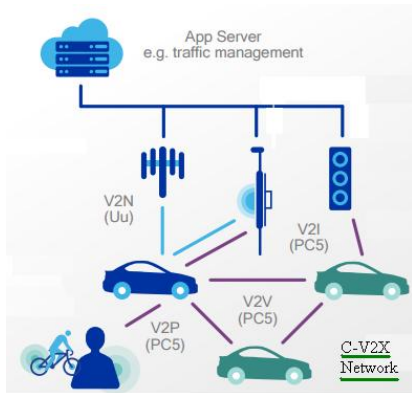 App Server
e.g. traffic management
V2N
(Uu)
V2I
(PC5)
V2V
(PC5)
V2P
(PC5)
C-V2X
Network